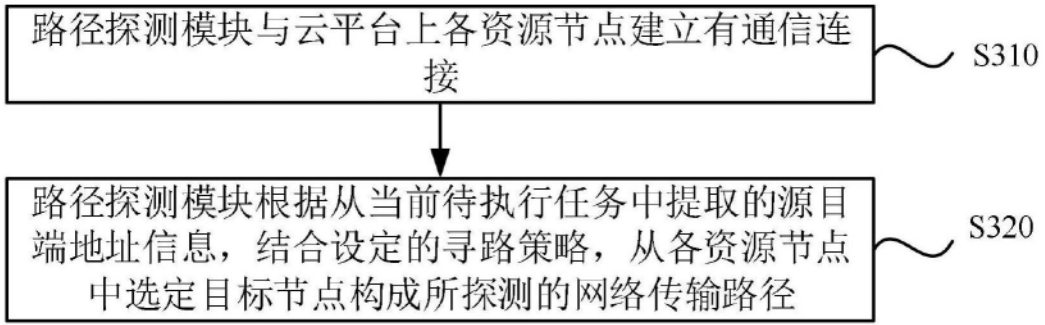 路径探测模块与云平台上各资源节点建立有通信连
接
S310
路径探测模块根据从当前待执行任务中提取的源目
端地址信息，结合设定的寻路策略，从各资源节点
中选定目标节点构成所探测的网络传输路径
S320